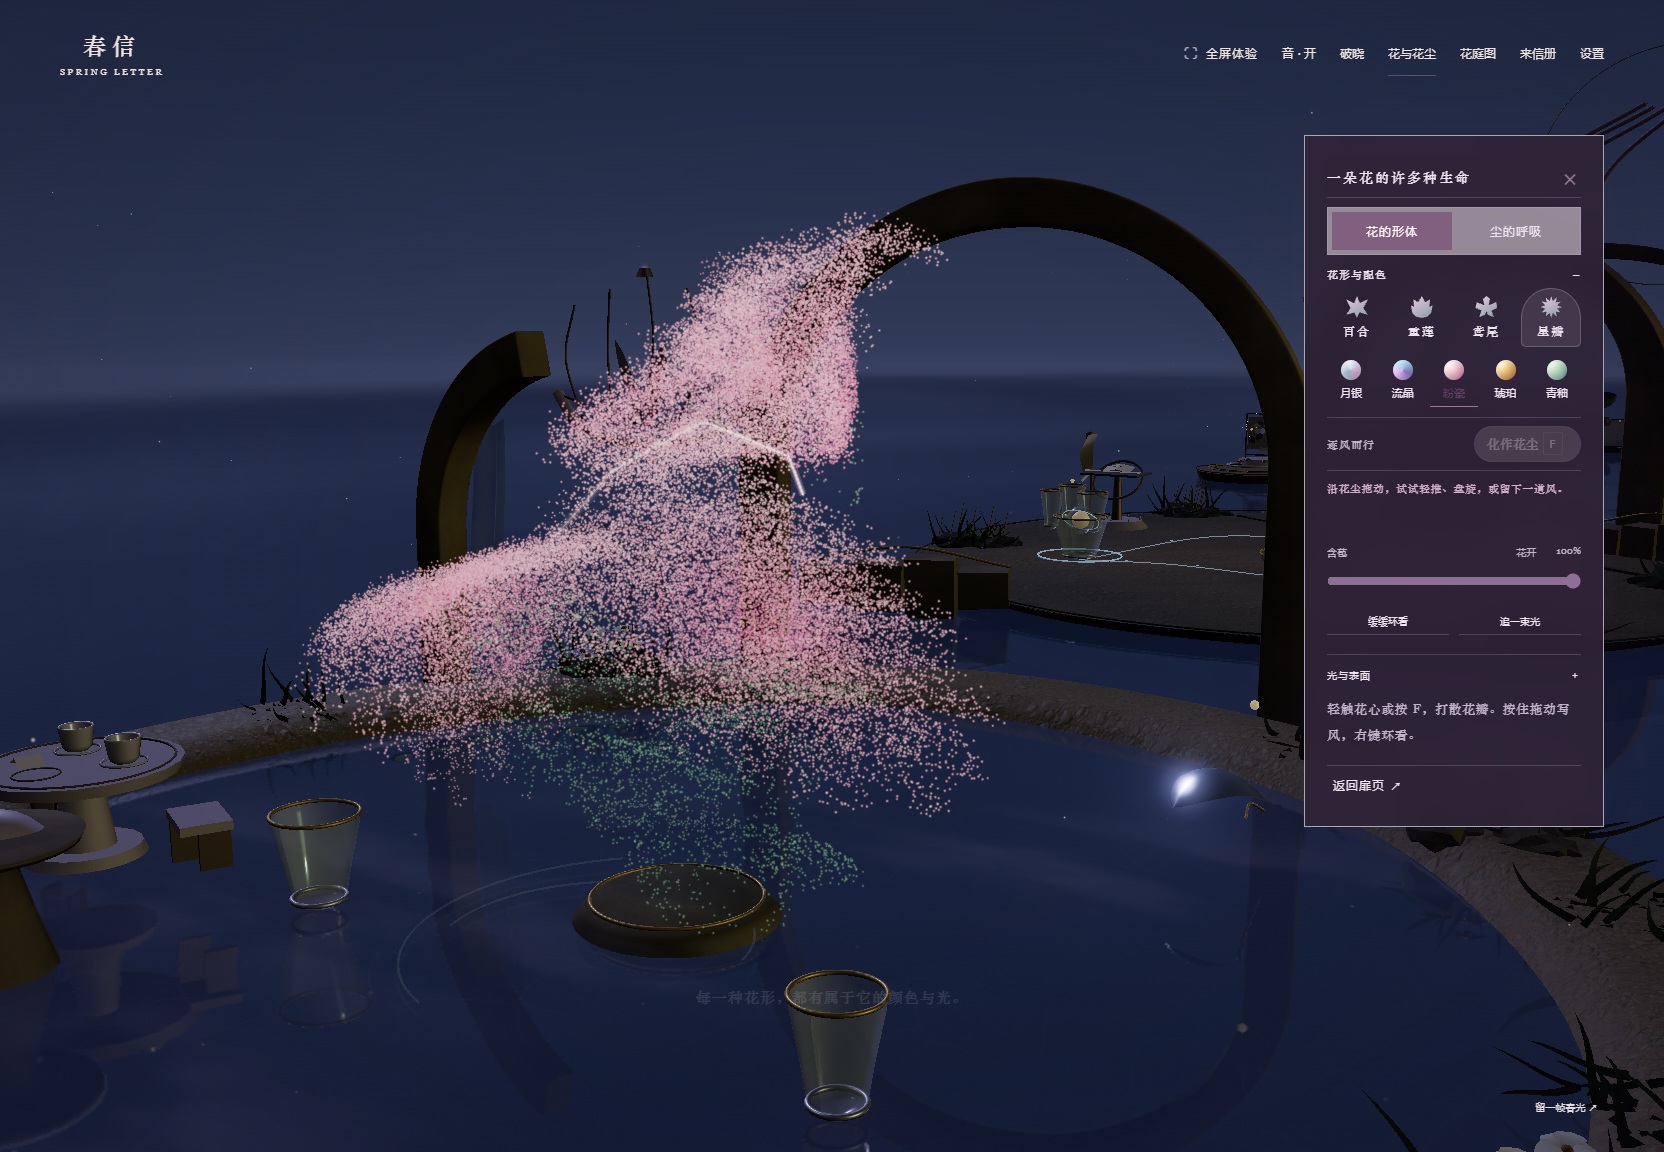 春信
SPRING LETTER
全屏体验 音·开 破晓 花与花尘 花庭图 来信册 设置
一朵花的许多种生命
花的形体 尘的呼吸
花形与配色
百合 重莲 鸢尾 星瓣
月银 流晶 粉瓷 琥珀 青釉
逐风而行 化作花尘 F
沿花尘拖动，试试轻推、盘旋，或留下一道风。
含苞 花开 100%
缓缓环看 追一束光
光与表面
轻触花心或按 F，打散花瓣。按住拖动写
风，右键环看。
返回扉页 ↗
每一种花形，都有属于它的颜色与光。
留一帧春光 ↗